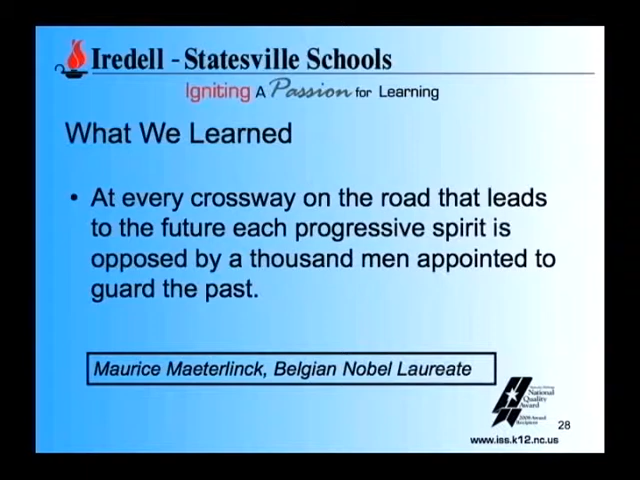 Iredell - Statesville Schools
Igniting A Passion for Learning
What We Learned
• At every crossway on the road that leads
to the future each progressive spirit is
opposed by a thousand men appointed to
guard the past.
Maurice Maeterlinck, Belgian Nobel Laureate
National
Quality
Award
28
www.iss.k12.nc.us